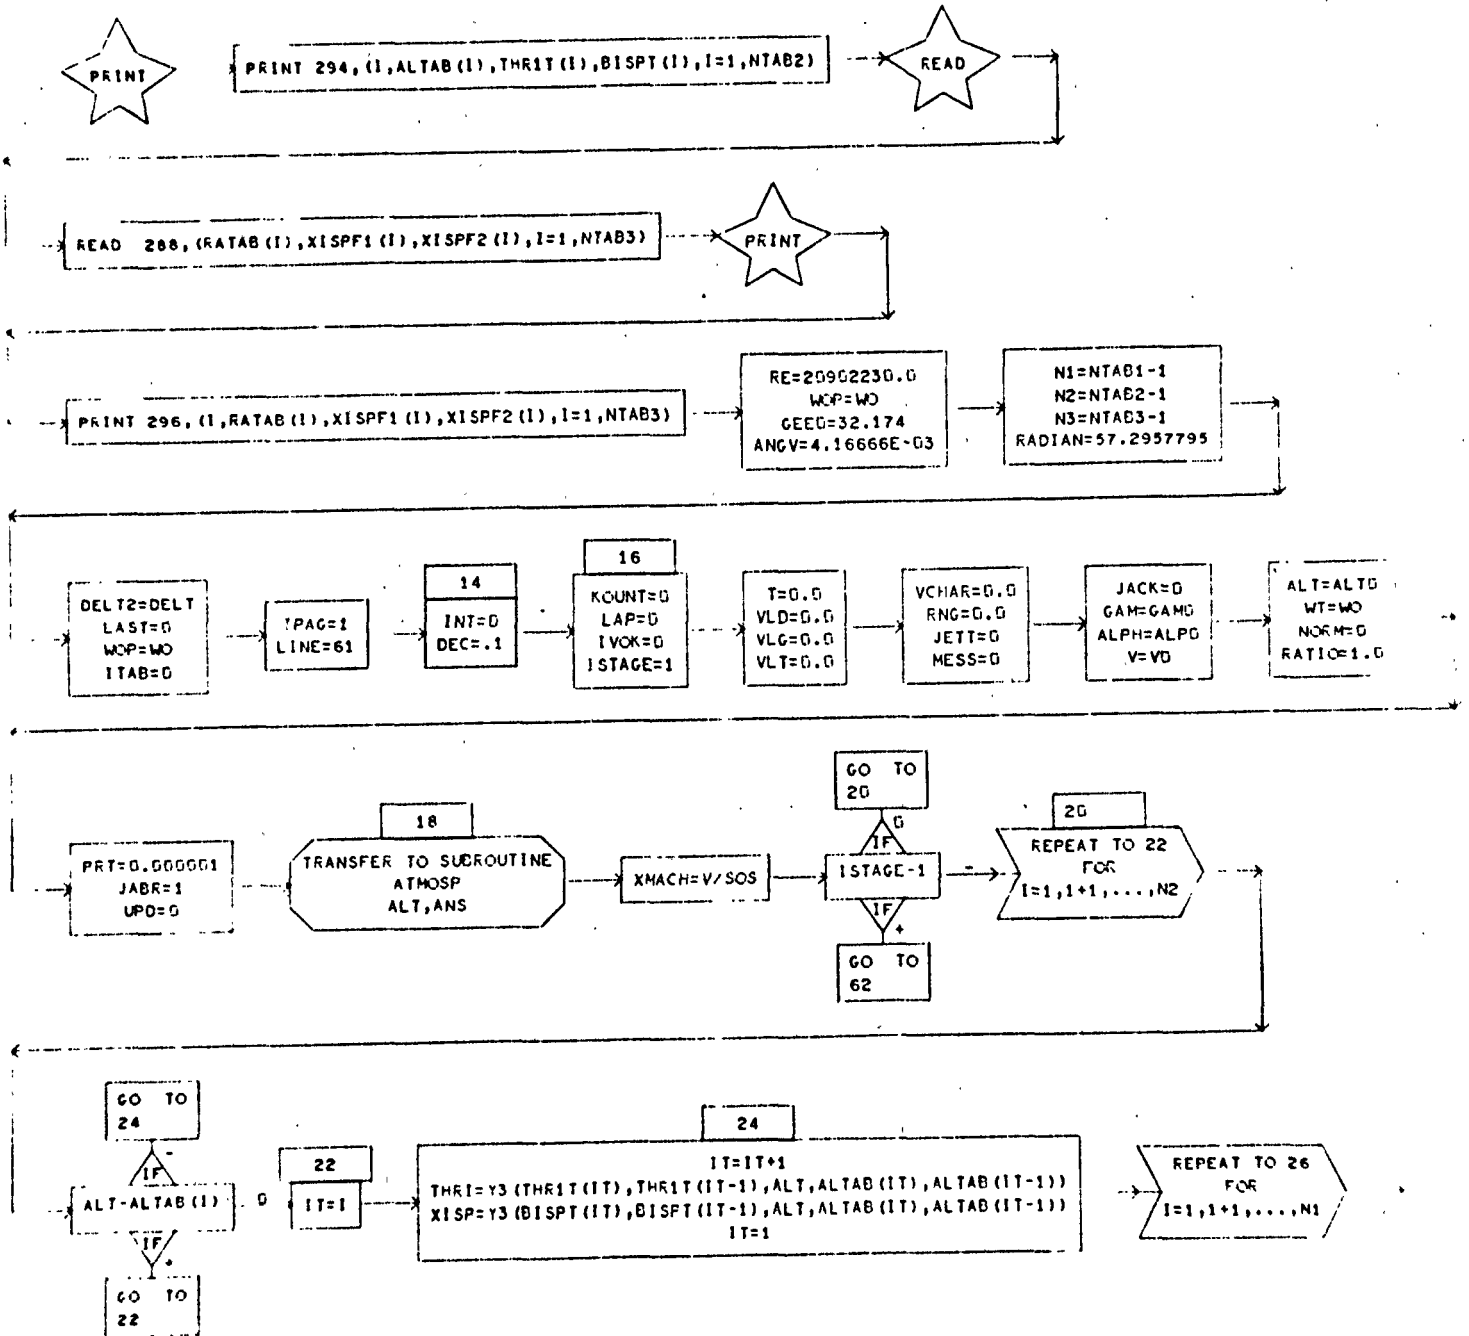 PRINT
PRINT 294,(I,ALTAB(I),THR1T(I),BISPT(I),I=1,NTAB2)
READ
READ 288,(RATAB(I),XISPF1(I),XISPF2(I),I=1,NTAB3)
PRINT
PRINT 296,(I,RATAB(I),XISPF1(I),XISPF2(I),I=1,NTAB3)
RE=20902230.0
WOP=WO
GEE0=32.174
ANGV=4.16666E-03
N1=NTAB1-1
N2=NTAB2-1
N3=NTAB3-1
RADIAN=57.2957795
DELT2=DELT
LAST=0
WOP=WO
ITAB=0
IPAG=1
LINE=61
14
INT=0
DEC=.1
16
KOUNT=0
LAP=0
IVOK=0
ISTAGE=1
T=0.0
VLD=0.0
VLG=0.0
VLT=0.0
VCHAR=0.0
RNG=0.0
JETT=0
MESS=0
JACK=0
GAM=GAM0
ALPH=ALP0
V=V0
ALT=ALT0
WT=WO
NORM=0
RATIO=1.0
PRT=0.000001
JABR=1
UPD=0
18
TRANSFER TO SUBROUTINE
ATMOSP
ALT,ANS
XMACH=V/SOS
GO TO
20
0
IF
ISTAGE-1
-
IF
+
GO TO
62
20
REPEAT TO 22
FOR
I=1,1+1,...,N2
GO TO
24
-
IF
ALT-ALTAB(I)
0
IF
+
GO TO
22
22
IT=I
24
IT=IT+1
THRI=Y3(THR1T(IT),THR1T(IT-1),ALT,ALTAB(IT),ALTAB(IT-1))
XISP=Y3(BISPT(IT),BISPT(IT-1),ALT,ALTAB(IT),ALTAB(IT-1))
IT=1
REPEAT TO 26
FOR
I=1,1+1,...,N1